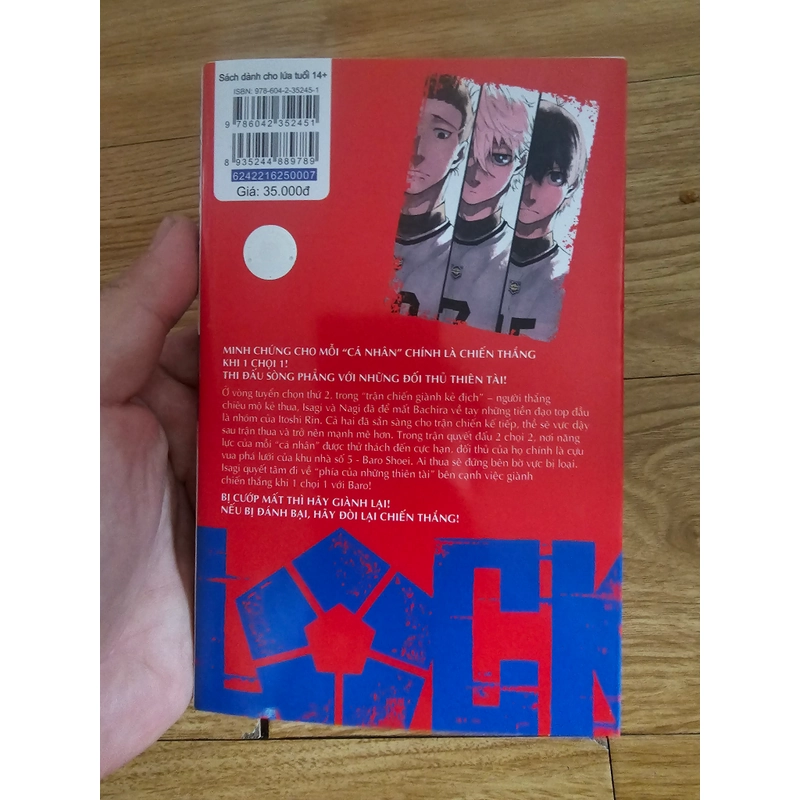 Sách dành cho lứa tuổi 14+
ISBN: 978-604-2-35245-1
9 786042 352451
8 935244 889789
6242216250007
Giá: 35.000đ
MINH CHỨNG CHO MỖI “CÁ NHÂN” CHÍNH LÀ CHIẾN THẮNG
KHI 1 CHỌI 1!
THI ĐẤU SÒNG PHẲNG VỚI NHỮNG ĐỐI THỦ THIÊN TÀI!
Ở vòng tuyển chọn thứ 2, trong “trận chiến giành kẻ địch” – người thắng
chiêu mộ kẻ thua, Isagi và Nagi đã để mất Bachira về tay những tiền đạo top đầu
là nhóm của Itoshi Rin. Cả hai đã sẵn sàng cho trận chiến kế tiếp, thề sẽ vực dậy
sau trận thua và trở nên mạnh mẽ hơn. Trong trận quyết đấu 2 chọi 2, nơi năng
lực của mỗi “cá nhân” được thử thách đến cực hạn, đối thủ của họ chính là cựu
vua phá lưới của khu nhà số 5 - Baro Shoei. Ai thua sẽ đứng bên bờ vực bị loại.
Isagi quyết tâm đi về “phía của những thiên tài” bên cạnh việc giành
chiến thắng khi 1 chọi 1 với Baro!
BỊ CƯỚP MẤT THÌ HÃY GIÀNH LẠI!
NẾU BỊ ĐÁNH BẠI, HÃY ĐÒI LẠI CHIẾN THẮNG!
LOCK